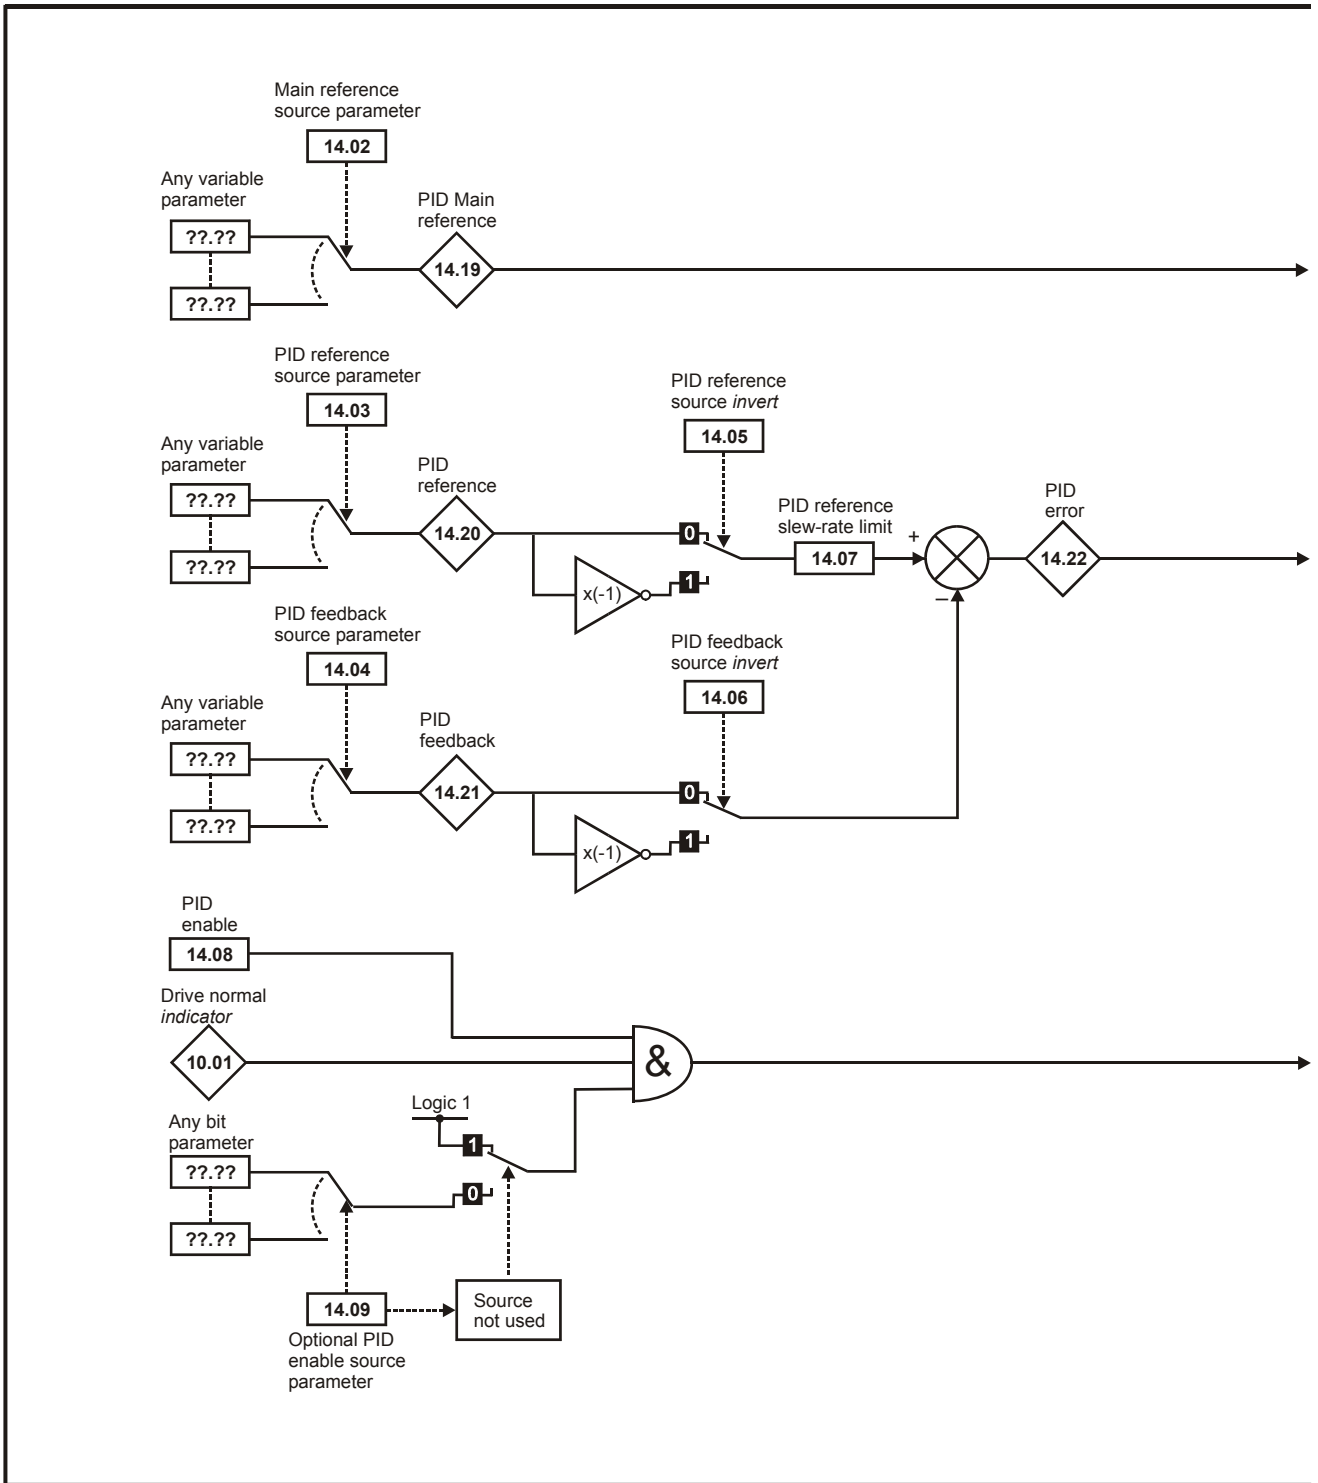 Main reference
source parameter
14.02
Any variable
parameter
??.??
??.??
PID Main
reference
14.19
PID reference
source parameter
14.03
Any variable
parameter
??.??
??.??
PID
reference
14.20
x(-1)
0
1
PID reference
source invert
14.05
PID reference
slew-rate limit
14.07
+
–
PID
error
14.22
PID feedback
source parameter
14.04
Any variable
parameter
??.??
??.??
PID
feedback
14.21
x(-1)
0
1
PID feedback
source invert
14.06
PID
enable
14.08
Drive normal
indicator
10.01
&
Logic 1
1
0
Any bit
parameter
??.??
??.??
14.09
Optional PID
enable source
parameter
Source
not used